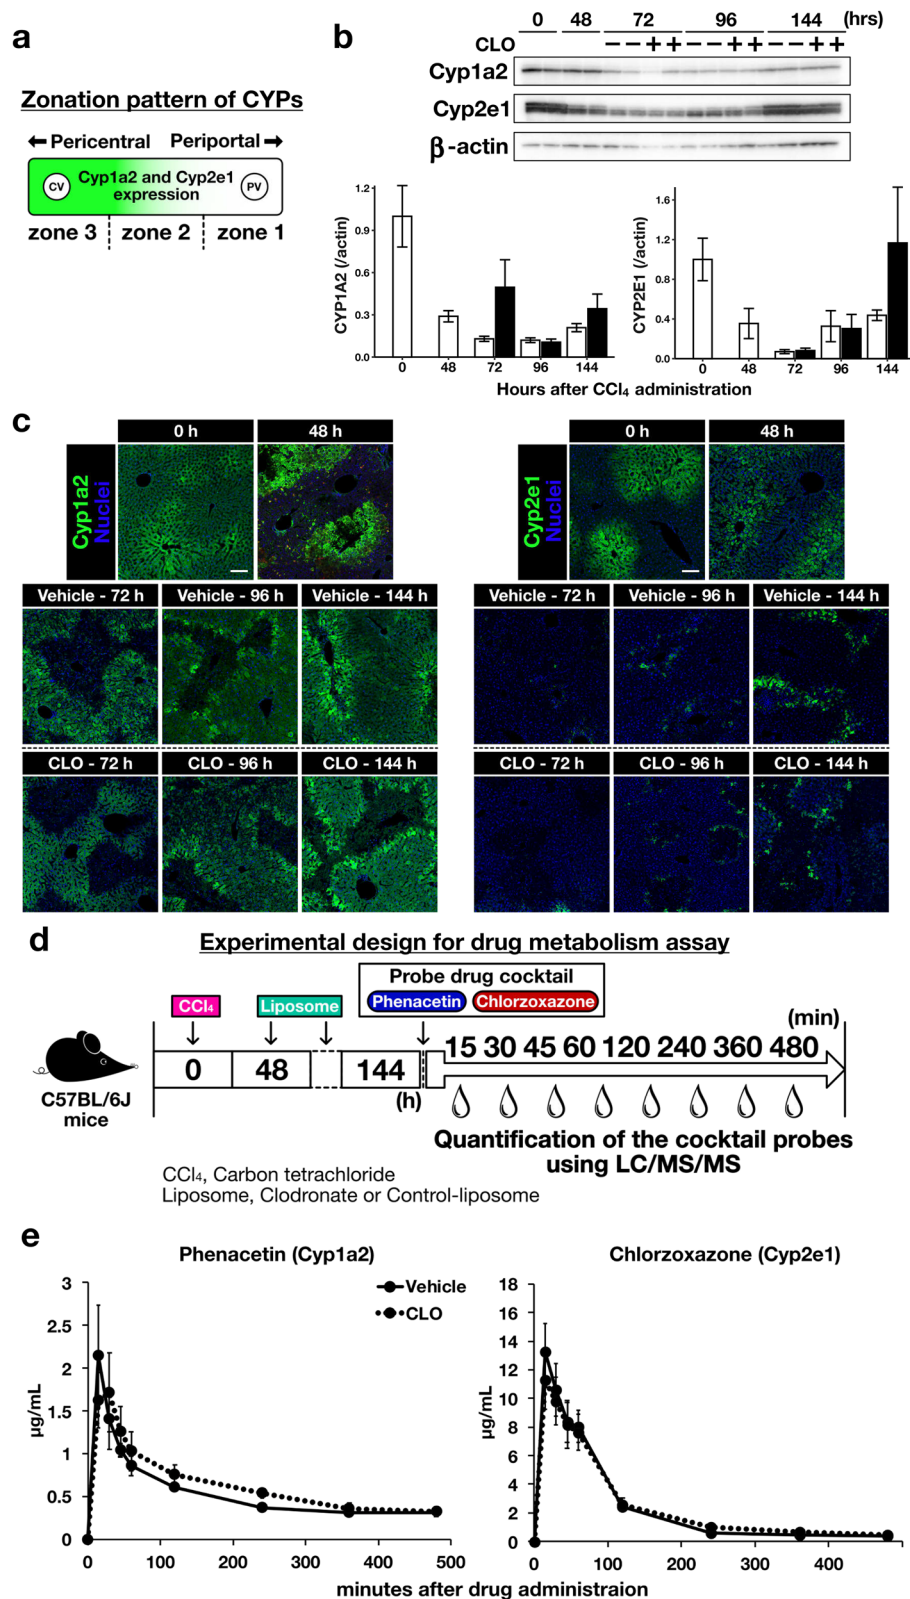 a
Zonation pattern of CYPs
Pericentral Periportal
CV Cyp1a2 and Cyp2e1 expression PV
zone 3 zone 2 zone 1
b
0 48 72 96 144 (hrs)
CLO − − + + − − + + − − + +
Cyp1a2
Cyp2e1
β-actin
CYP1A2 (/actin)
1.2
0.9
0.6
0.3
0.0
0 48 72 96 144
CYP2E1 (/actin)
1.6
1.2
0.8
0.4
0.0
0 48 72 96 144
Hours after CCl₄ administration
c
0 h 48 h
Cyp1a2
Nuclei
Vehicle - 72 h Vehicle - 96 h Vehicle - 144 h
CLO - 72 h CLO - 96 h CLO - 144 h
0 h 48 h
Cyp2e1
Nuclei
Vehicle - 72 h Vehicle - 96 h Vehicle - 144 h
CLO - 72 h CLO - 96 h CLO - 144 h
d
Experimental design for drug metabolism assay
Probe drug cocktail
Phenacetin Chlorzoxazone
CCl₄ Liposome
(min)
0 48 144 15 30 45 60 120 240 360 480
(h)
C57BL/6J
mice
Quantification of the cocktail probes
using LC/MS/MS
CCl₄, Carbon tetrachloride
Liposome, Clodronate or Control-liposome
e
Phenacetin (Cyp1a2)
Vehicle
CLO
µg/mL
3
2.5
2
1.5
1
0.5
0
0 100 200 300 400 500
Chlorzoxazone (Cyp2e1)
µg/mL
18
16
14
12
10
8
6
4
2
0
0 100 200 300 400
minutes after drug administraion